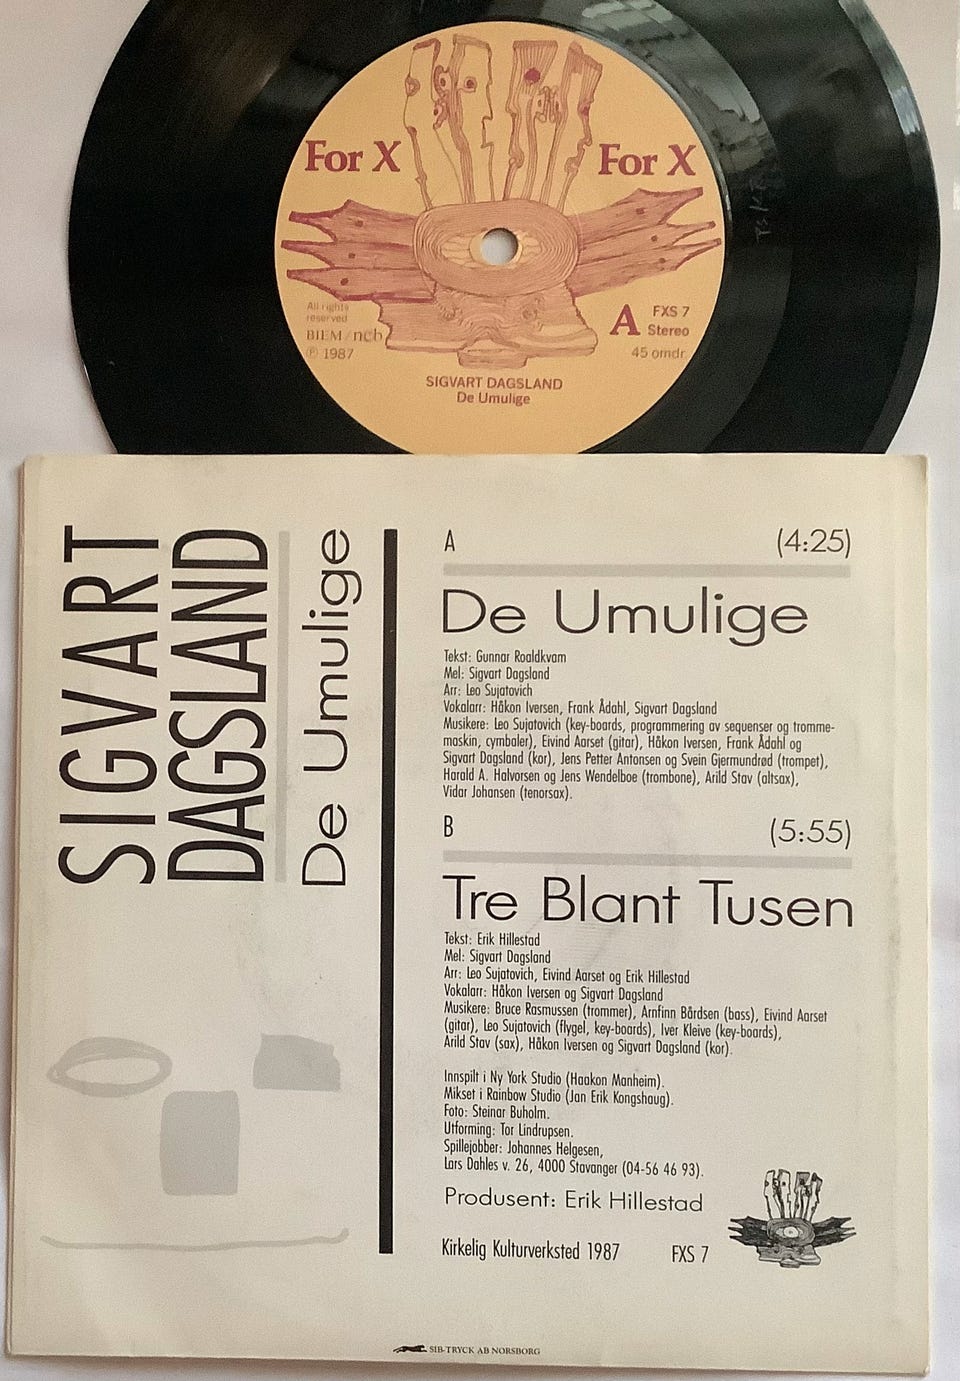 For X
For X
All rights
reserved
BIEM/ncb
℗ 1987
A
FXS 7
Stereo
45 omdr.
SIGVART DAGSLAND
De Umulige
SIGVART
DAGSLAND
De Umulige
A (4:25)
De Umulige
Tekst: Gunnar Roaldkvam
Mel: Sigvart Dagsland
Arr: Leo Sujatovich
Vokalarr: Håkon Iversen, Frank Ådahl, Sigvart Dagsland
Musikere: Leo Sujatovich (key-boards, programmering av sequenser og tromme-
maskin, cymbaler), Eivind Aarset (gitar), Håkon Iversen, Frank Ådahl og
Sigvart Dagsland (kor), Jens Petter Antonsen og Svein Gjermundrød (trompet),
Harald A. Halvorsen og Jens Wendelboe (trombone), Arild Stav (altsax),
Vidar Johansen (tenorsax).
B (5:55)
Tre Blant Tusen
Tekst: Erik Hillestad
Mel: Sigvart Dagsland
Arr: Leo Sujatovich, Eivind Aarset og Erik Hillestad
Vokalarr: Håkon Iversen og Sigvart Dagsland
Musikere: Bruce Rasmussen (trommer), Arnfinn Bårdsen (bass), Eivind Aarset
(gitar), Leo Sujatovich (flygel, key-boards), Iver Kleive (key-boards),
Arild Stav (sax), Håkon Iversen og Sigvart Dagsland (kor).
Innspilt i Ny York Studio (Haakon Manheim).
Mikset i Rainbow Studio (Jan Erik Kongshaug).
Foto: Steinar Buholm.
Utforming: Tor Lindrupsen.
Spillejobber: Johannes Helgesen,
Lars Dahles v. 26, 4000 Stavanger (04-56 46 93).
Produsent: Erik Hillestad
Kirkelig Kulturverksted 1987 FXS 7
SIB-TRYCK AB NORSBORG